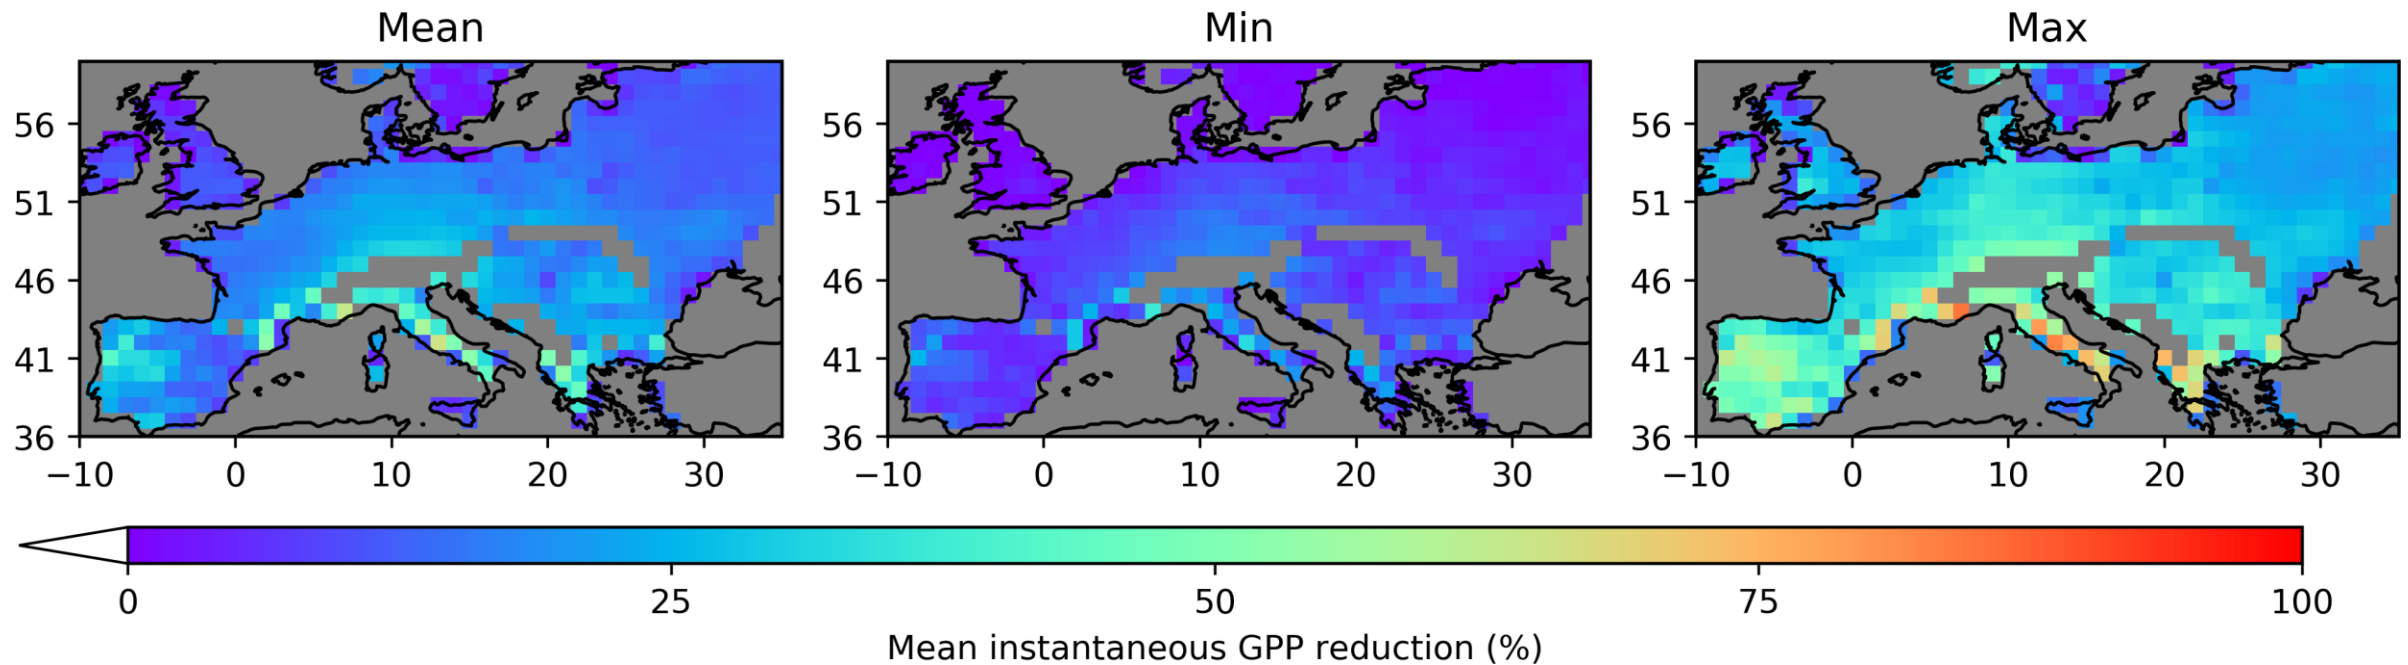 Mean Min Max
56 56 56
51 51 51
46 46 46
41 41 41
36 36 36
−10 0 10 20 30 −10 0 10 20 30 −10 0 10 20 30
0 25 50 75 100
Mean instantaneous GPP reduction (%)